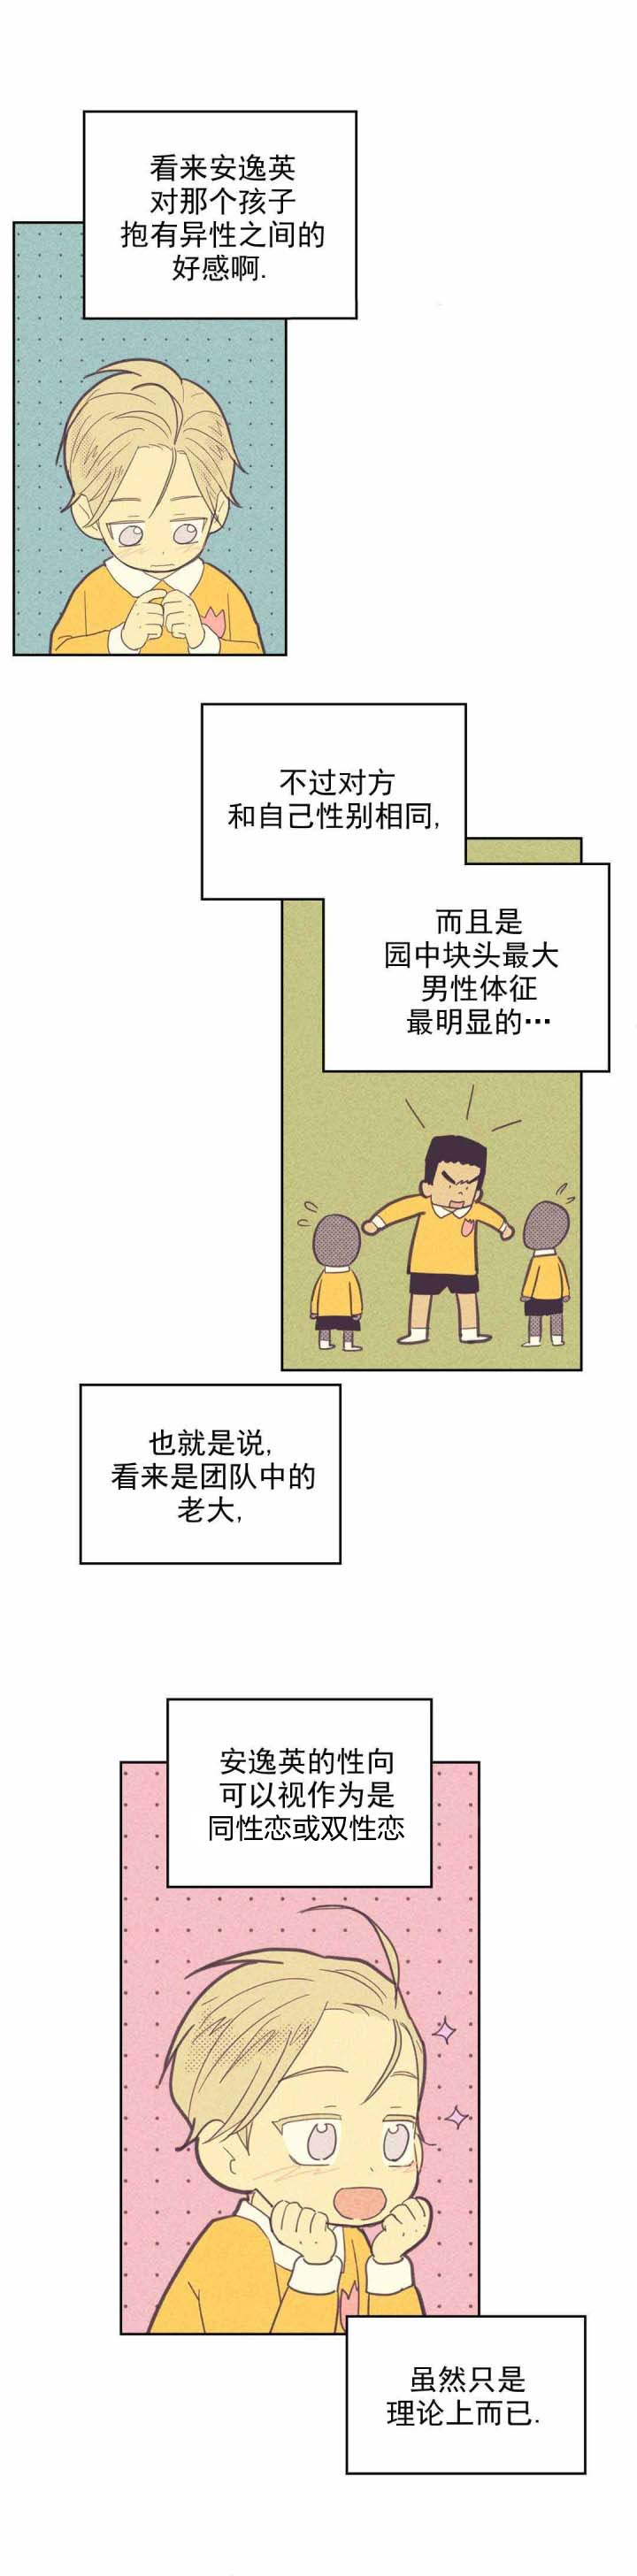 看来安逸英
对那个孩子
抱有异性之间的
好感啊.
不过对方
和自己性别相同,
而且是
园中块头最大
男性体征
最明显的…
也就是说,
看来是团队中的
老大,
安逸英的性向
可以视作为是
同性恋或双性恋
虽然只是
理论上而已.